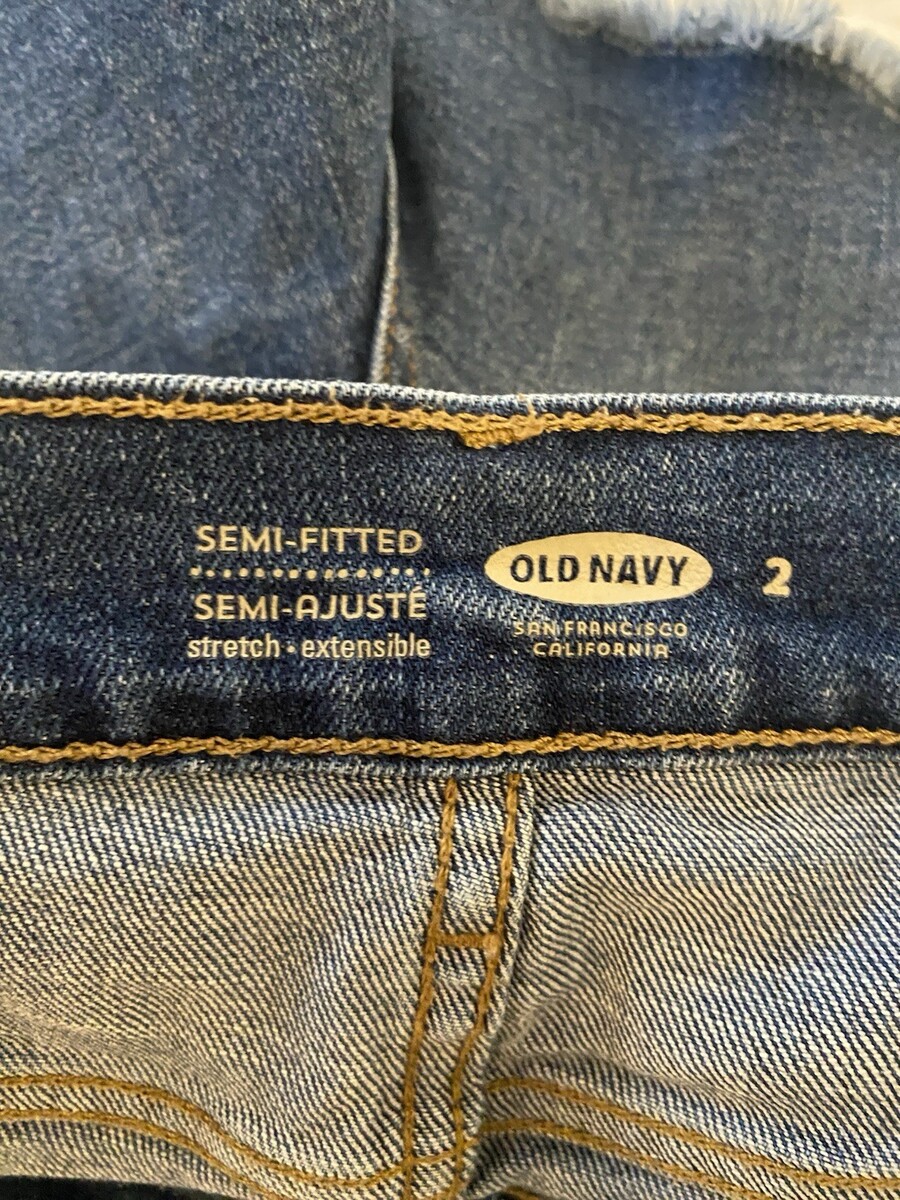 SEMI-FITTED
SEMI-AJUSTÉ
stretch • extensible
OLD NAVY
SAN FRANCISCO
CALIFORNIA
2